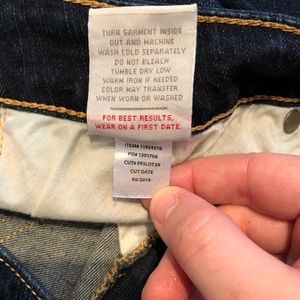 TURN GARMENT INSIDE
OUT AND MACHINE
WASH COLD SEPARATELY
DO NOT BLEACH
TUMBLE DRY LOW
WARM IRON IF NEEDED
COLOR MAY TRANSFER
WHEN WORN OR WASHED
FOR BEST RESULTS,
WEAR ON A FIRST DATE.
ITEM# 11924578
PO# 1301706
CUT# PPJLOT3R
CUT DATE
06/2019